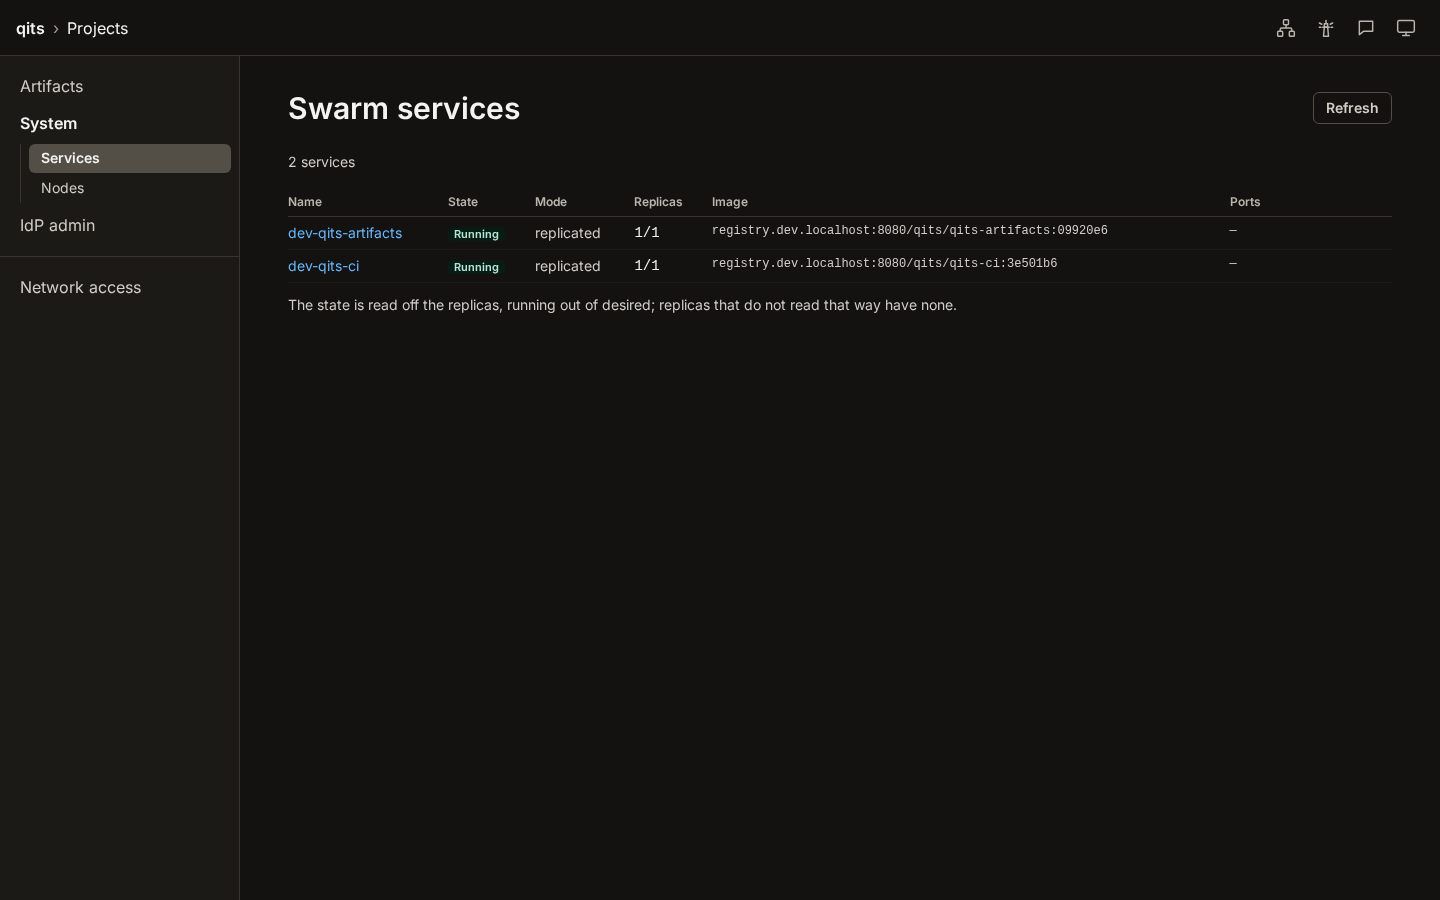 qits › Projects
Artifacts
System
Services
Nodes
IdP admin
Network access
Swarm services
Refresh
2 services
Name State Mode Replicas Image Ports
dev-qits-artifacts Running replicated 1/1 registry.dev.localhost:8080/qits/qits-artifacts:09920e6 —
dev-qits-ci Running replicated 1/1 registry.dev.localhost:8080/qits/qits-ci:3e501b6 —
The state is read off the replicas, running out of desired; replicas that do not read that way have none.